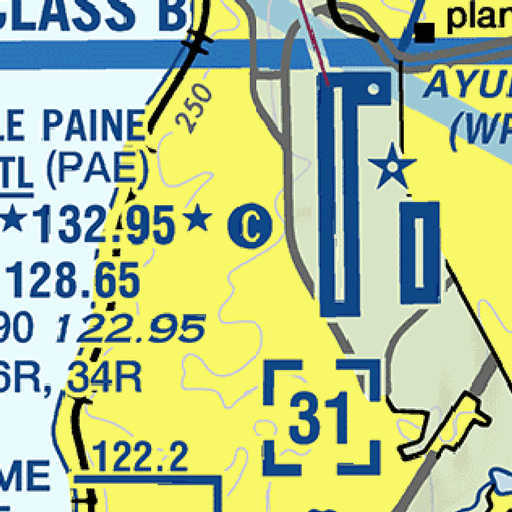 CLASS B
plan
250
AYU
LE PAINE
(WP
TL (PAE)
★132.95★ C
128.65
90 122.95
6R, 34R
31
122.2
ME